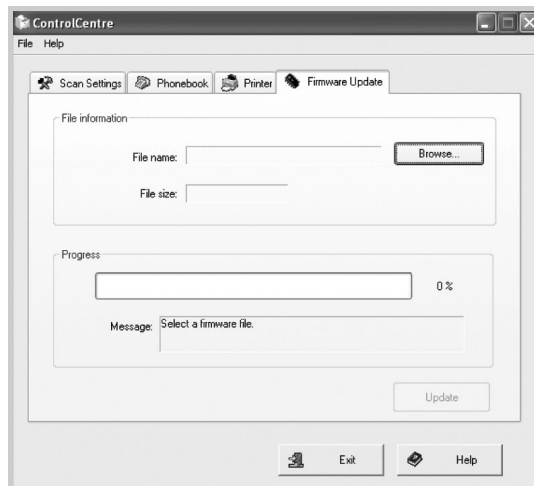 ControlCentre
File Help
Scan Settings Phonebook Printer Firmware Update
File information
File name: Browse...
File size:
Progress
0 %
Message: Select a firmware file.
Update
Exit Help